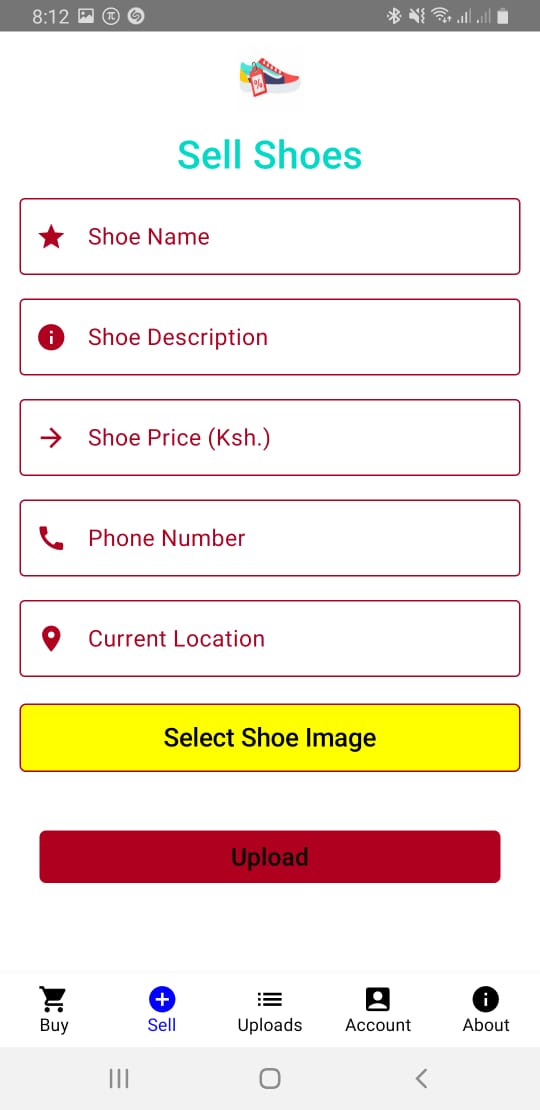 8:12
%
Sell Shoes
Shoe Name
Shoe Description
Shoe Price (Ksh.)
Phone Number
Current Location
Select Shoe Image
Upload
Buy
Sell
Uploads
Account
About